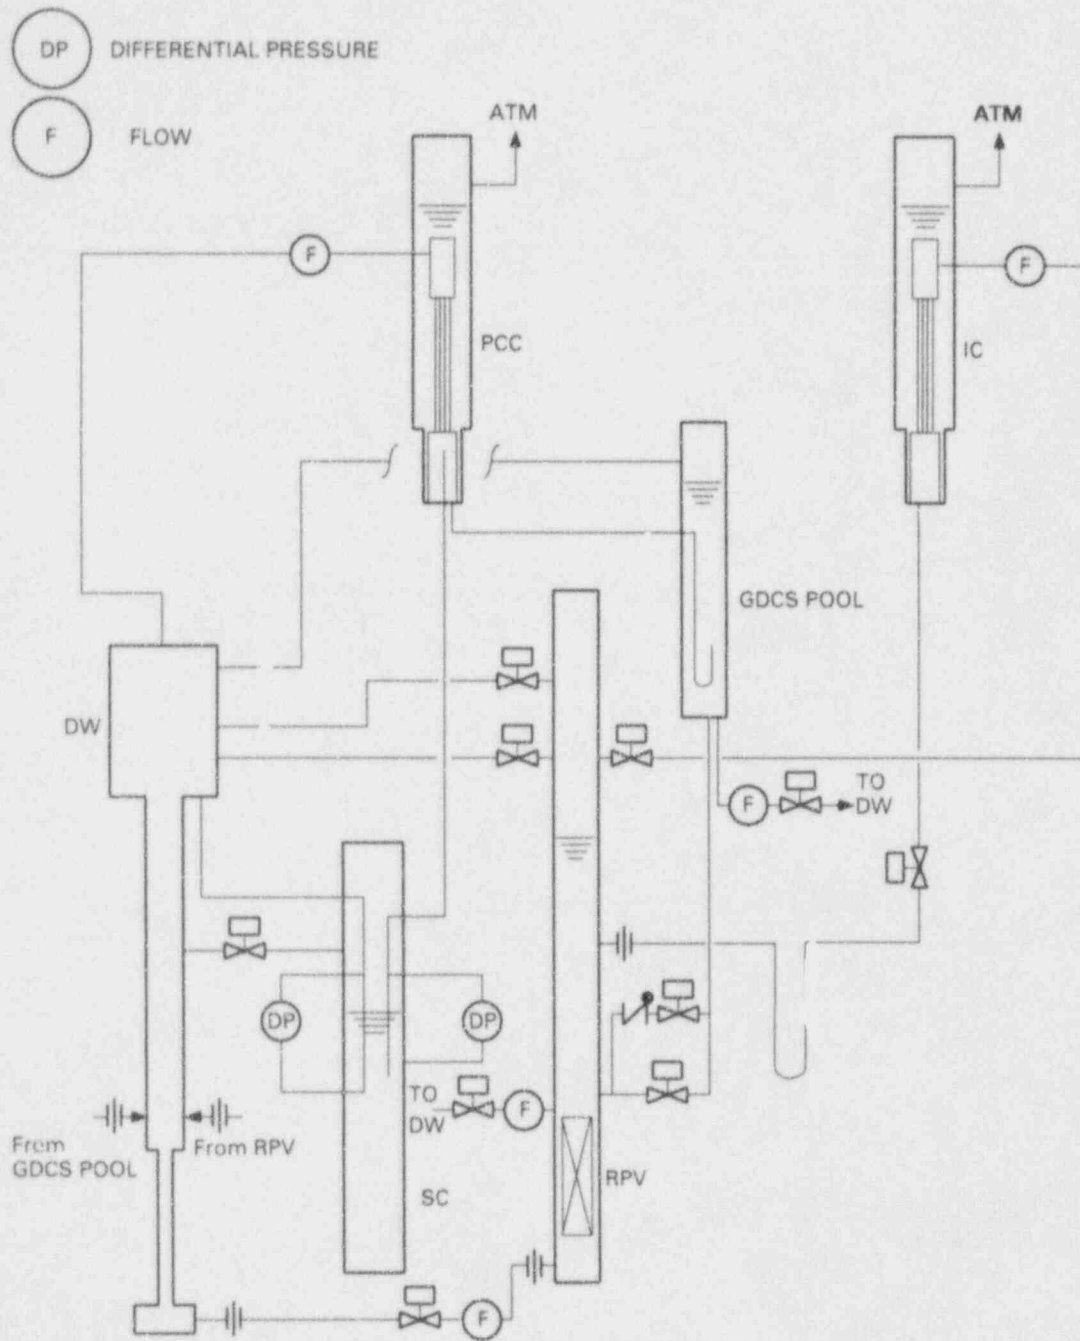 DP DIFFERENTIAL PRESSURE
F FLOW
ATM
ATM
F
F
PCC
IC
GDCS POOL
DW
F
TO
DW
DP
DP
TO
DW
F
From
GDCS POOL
From RPV
RPV
SC
F